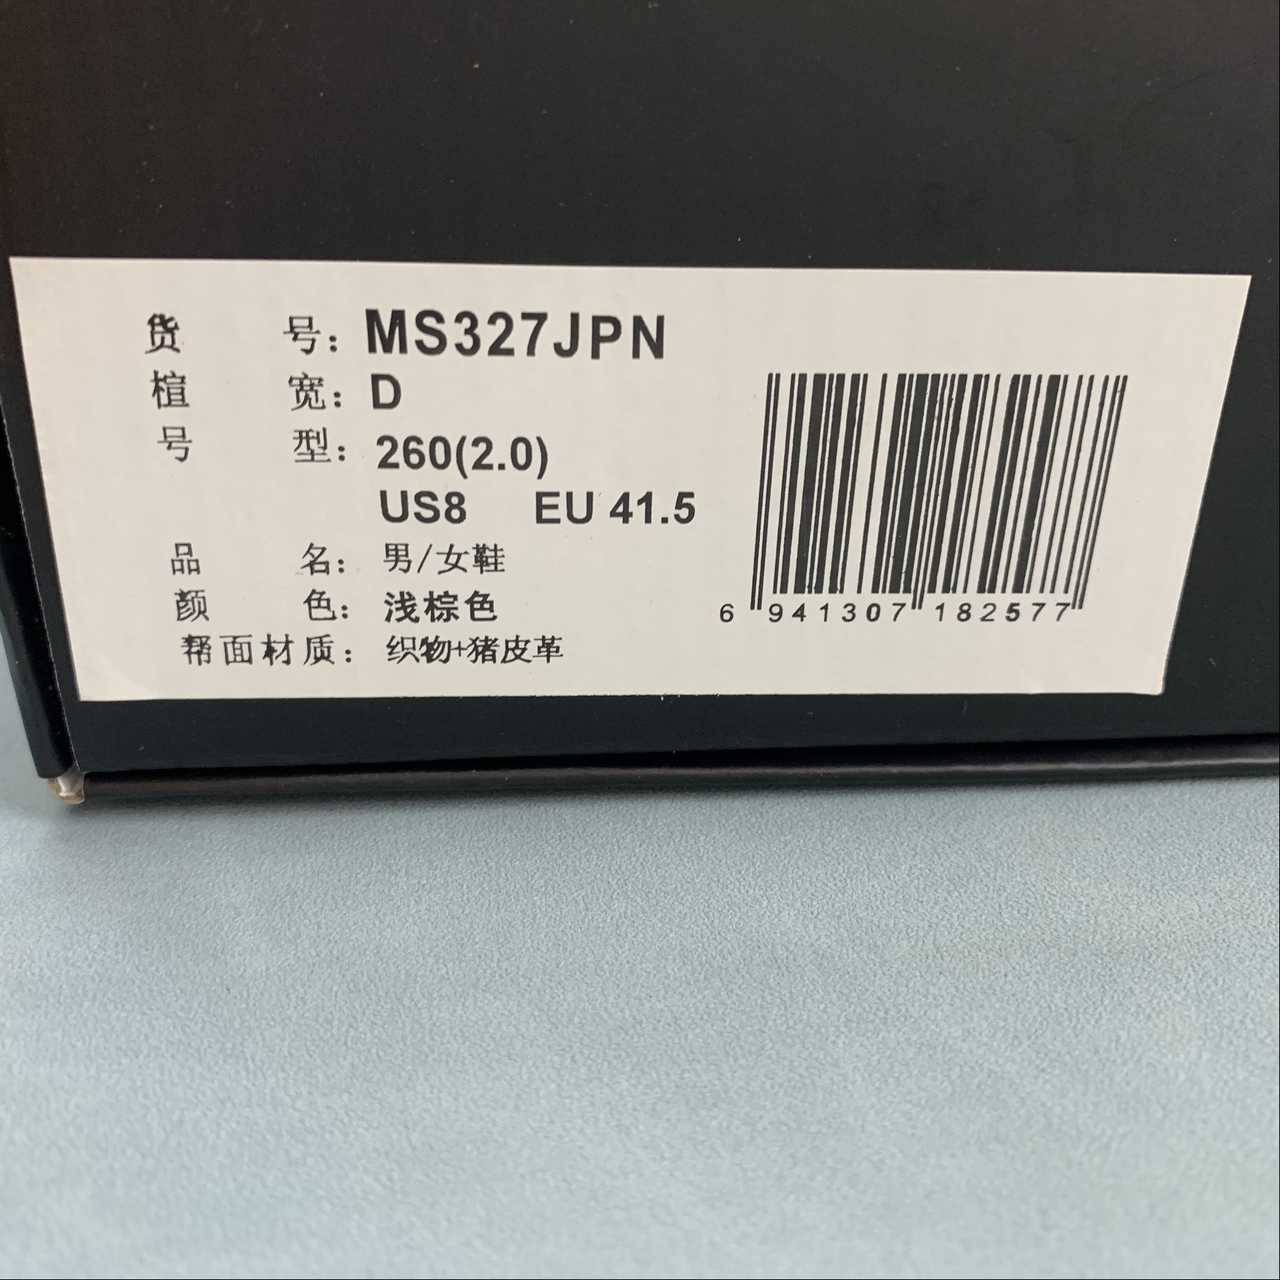 货 号：MS327JPN
楦 宽：D
号 型：260(2.0)
US8 EU 41.5
品 名：男/女鞋
颜 色：浅棕色
帮面材质：织物+猪皮革
6 941307 182577